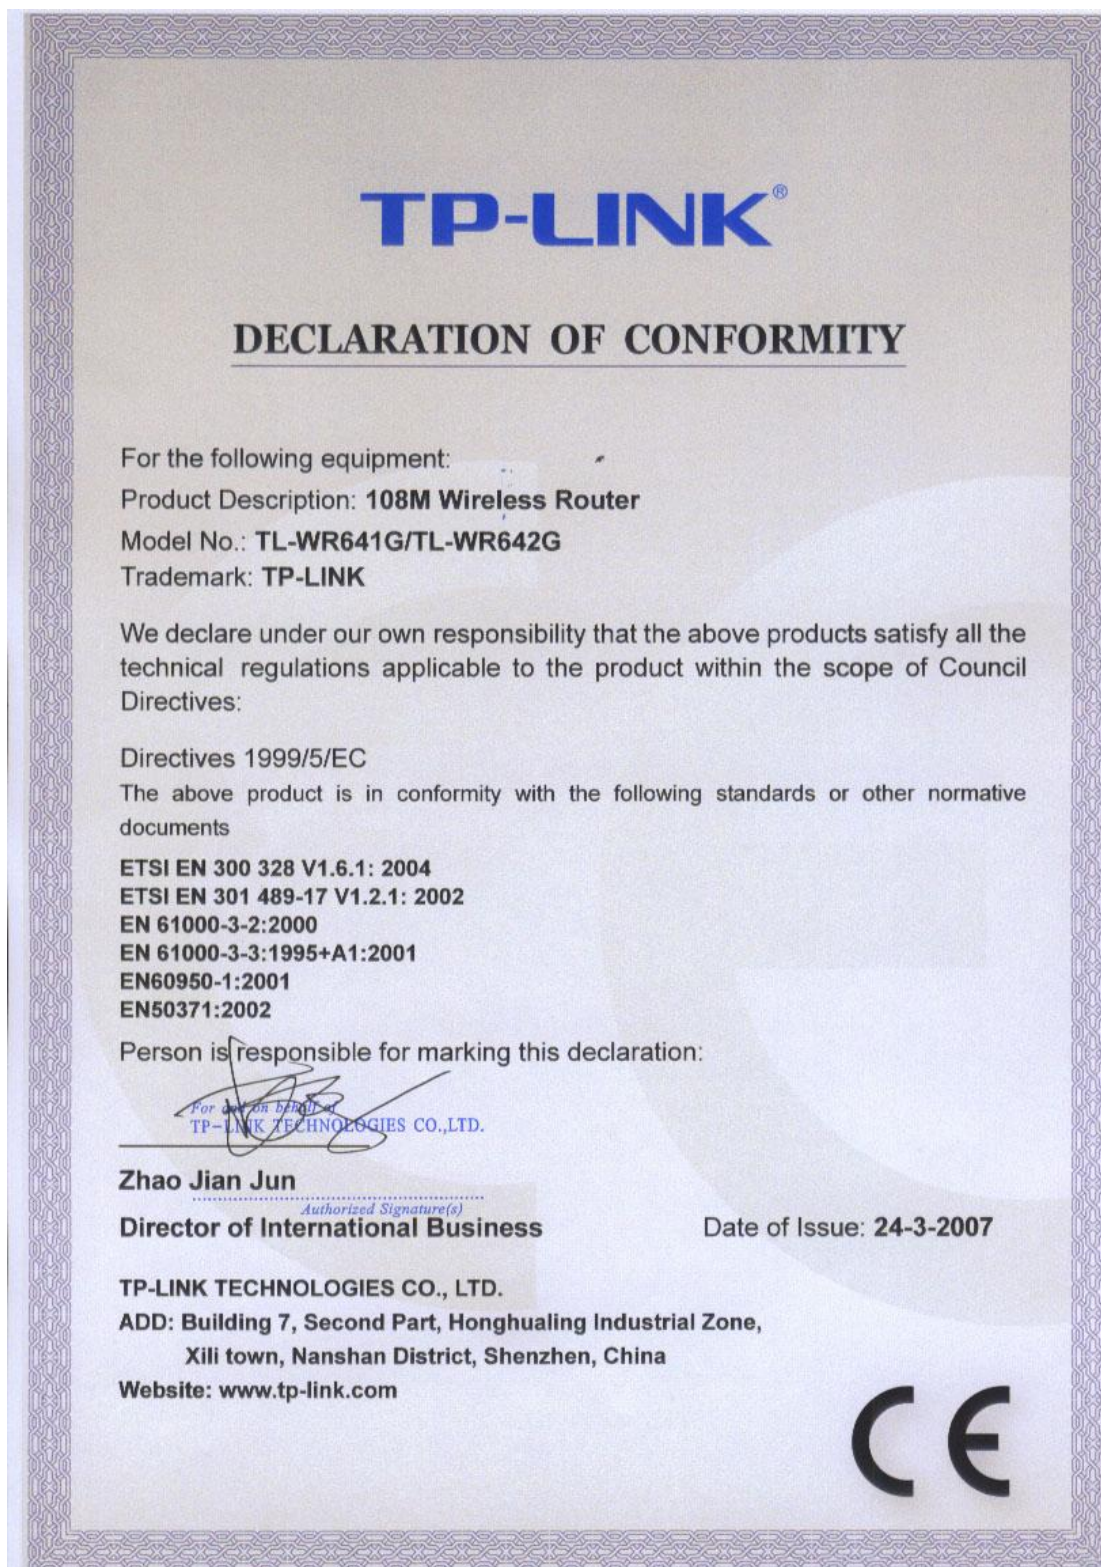 TP-LINK®
DECLARATION OF CONFORMITY
For the following equipment:
Product Description: 108M Wireless Router
Model No.: TL-WR641G/TL-WR642G
Trademark: TP-LINK
We declare under our own responsibility that the above products satisfy all the
technical regulations applicable to the product within the scope of Council
Directives:
Directives 1999/5/EC
The above product is in conformity with the following standards or other normative
documents
ETSI EN 300 328 V1.6.1: 2004
ETSI EN 301 489-17 V1.2.1: 2002
EN 61000-3-2:2000
EN 61000-3-3:1995+A1:2001
EN60950-1:2001
EN50371:2002
Person is responsible for marking this declaration:
For and on behalf of
TP-LINK TECHNOLOGIES CO.,LTD.
Zhao Jian Jun
Authorized Signature(s)
Director of International Business Date of Issue: 24-3-2007
TP-LINK TECHNOLOGIES CO., LTD.
ADD: Building 7, Second Part, Honghualing Industrial Zone,
Xili town, Nanshan District, Shenzhen, China
Website: www.tp-link.com
CE